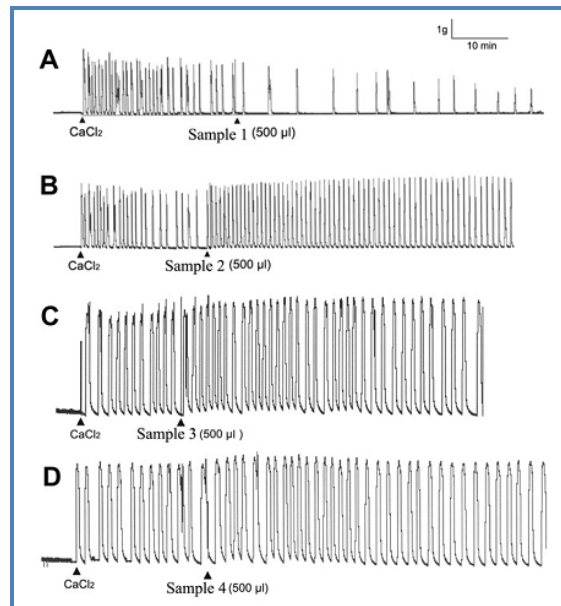 1g
10 min
A
CaCl₂
Sample 1 (500 µl)
B
CaCl₂
Sample 2 (500 µl)
C
CaCl₂
Sample 3 (500 µl )
D
CaCl₂
Sample 4 (500 µl)